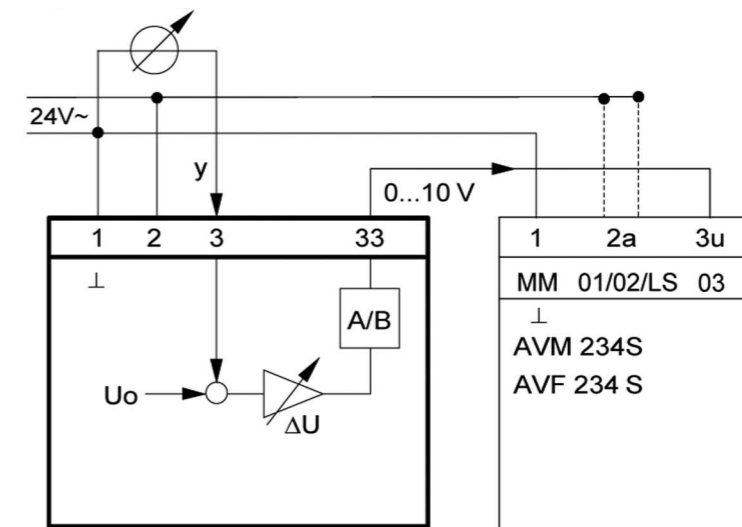 24V~
y
0...10 V
1 2 3 33
1 2a 3u
MM 01/02/LS 03
⊥
⊥
A/B
AVM 234S
AVF 234 S
Uo
ΔU